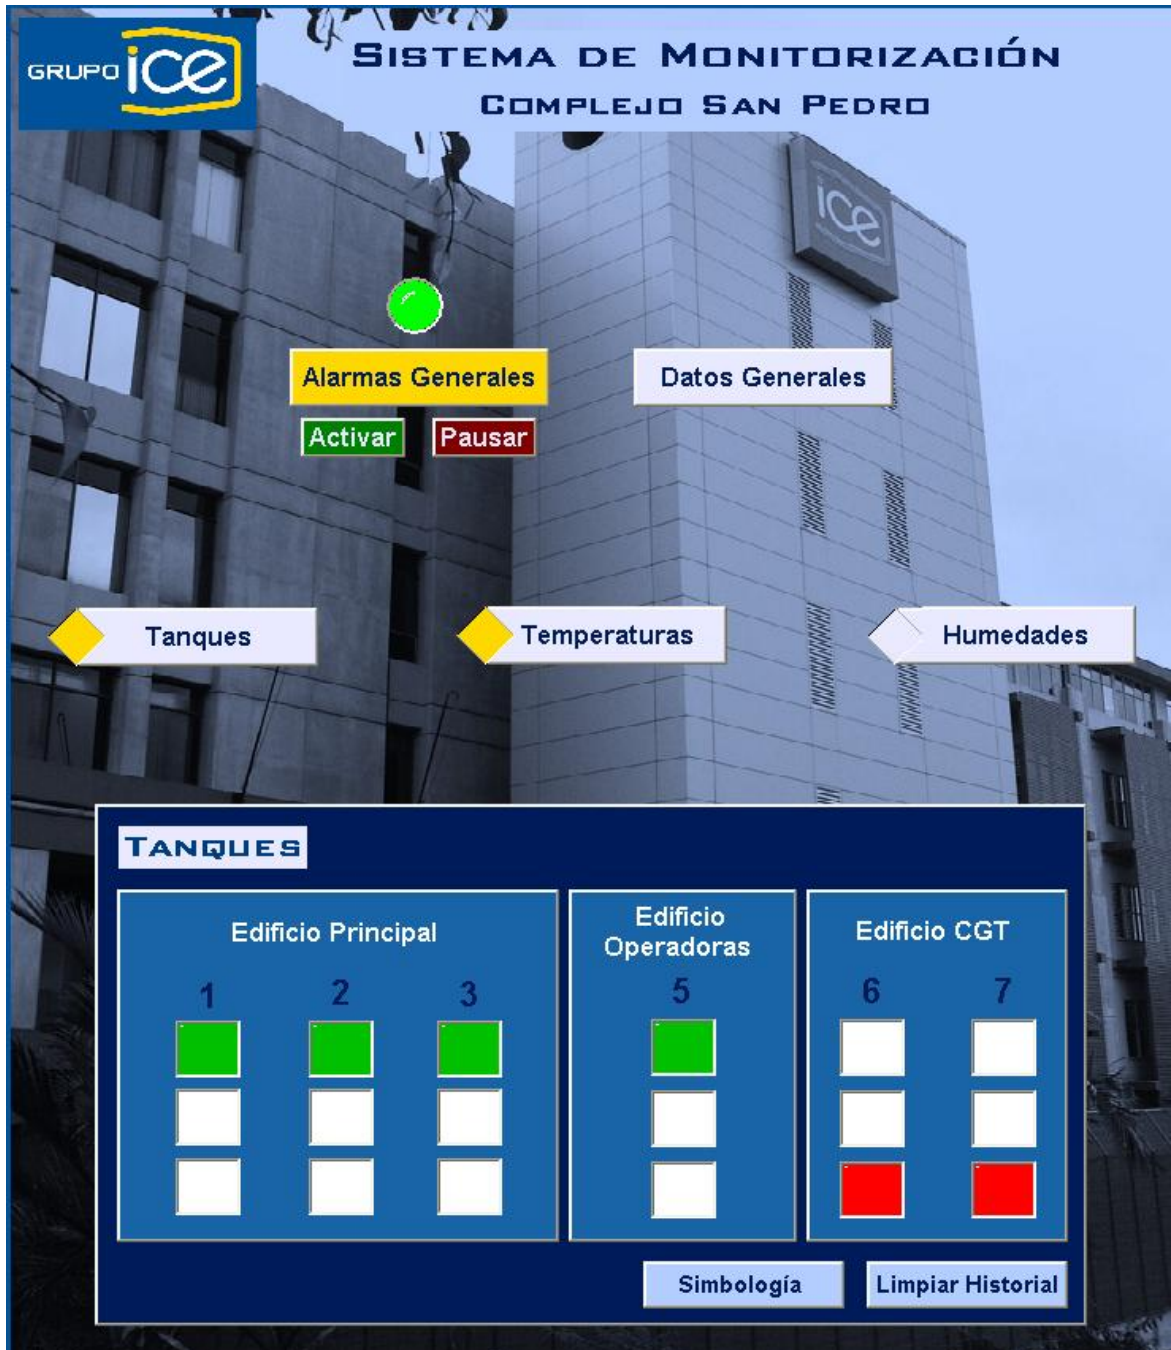 GRUPO ice
SISTEMA DE MONITORIZACIÓN
COMPLEJO SAN PEDRO
ice
Alarmas Generales
Datos Generales
Activar
Pausar
Tanques
Temperaturas
Humedades
TANQUES
Edificio Principal
Edificio
Operadoras
Edificio CGT
1 2 3 5 6 7
Simbología
Limpiar Historial